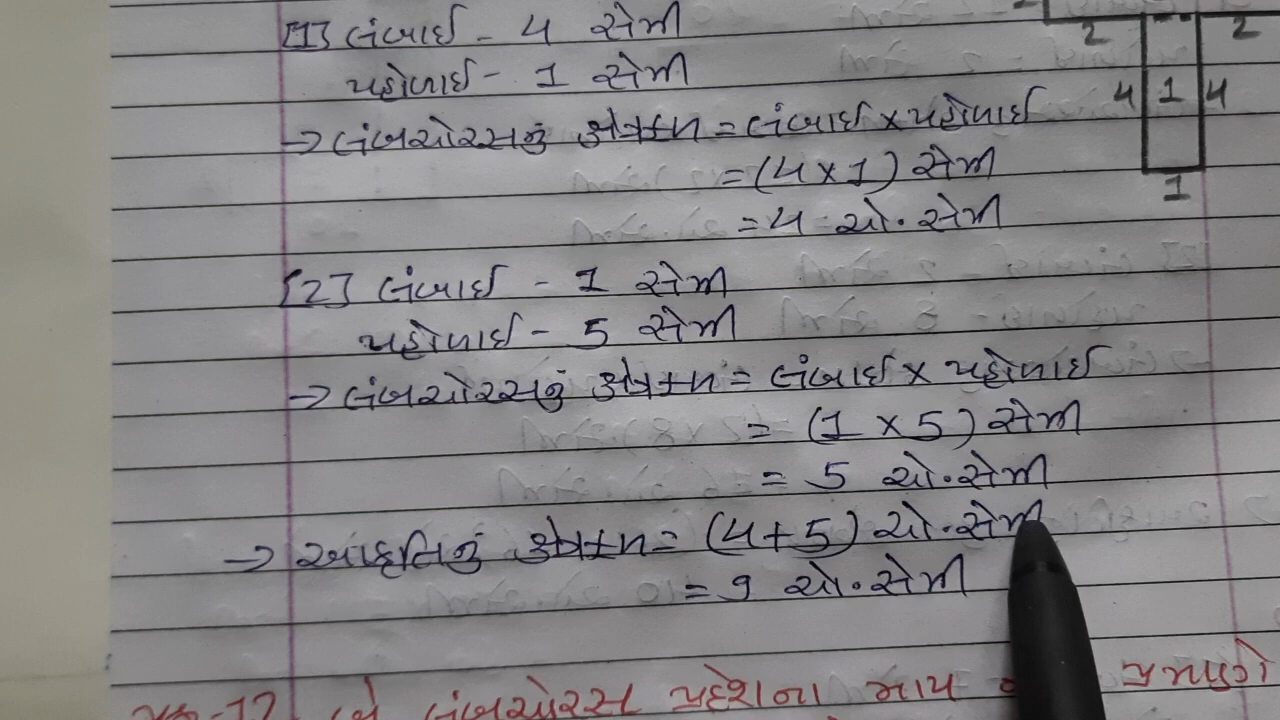 [1] લંબાઈ - 4 સેમી
પહોળાઈ - 1 સેમી
→ લંબચોરસનું ક્ષેત્રફળ = લંબાઈ × પહોળાઈ
= (4 × 1) સેમી
= 4 ચો. સેમી
2 2
4 1 4
1
[2] લંબાઈ - 1 સેમી
પહોળાઈ - 5 સેમી
→ લંબચોરસનું ક્ષેત્રફળ = લંબાઈ × પહોળાઈ
= (1 × 5) સેમી
= 5 ચો. સેમી
→ આકૃતિનું ક્ષેત્રફળ = (4+5) ચો. સેમી
= 9 ચો. સેમી
બે લંબચોરસ પ્રદેશના માપ પ્રમાણે